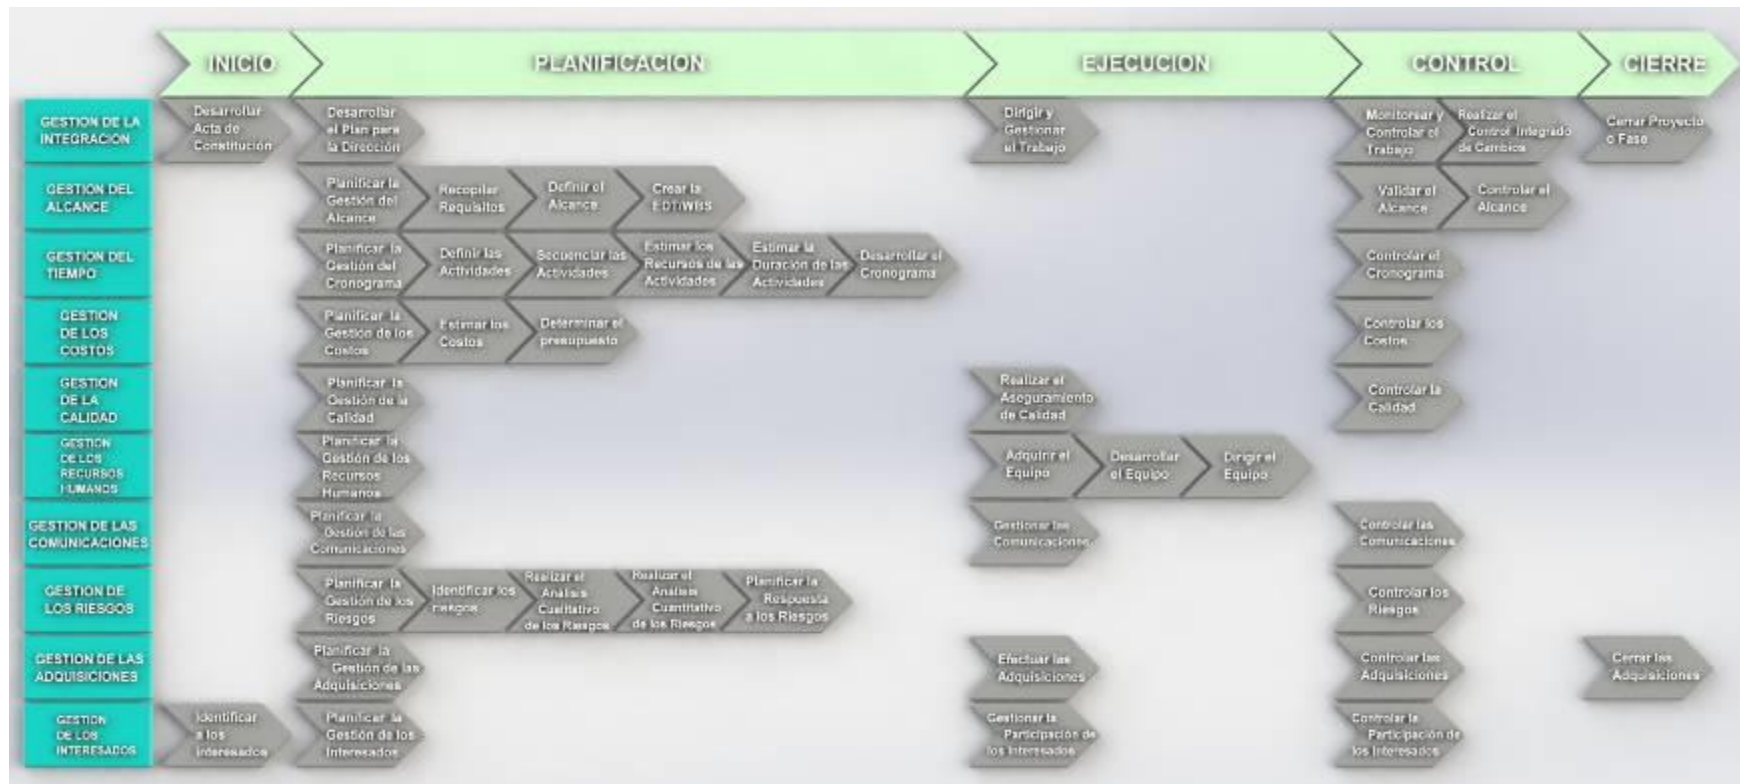 INICIO
PLANIFICACION
EJECUCION
CONTROL
CIERRE
GESTION DE LA
INTEGRACION
Desarrollar
Acta de
Constitución
Desarrollar
el Plan para
la Dirección
Dirigir y
Gestionar
el Trabajo
Monitorear y
Controlar el
Trabajo
Realizar el
Control Integrado
de Cambios
Cerrar Proyecto
o Fase
GESTION DEL
ALCANCE
Planificar la
Gestión del
Alcance
Recopilar
Requisitos
Definir el
Alcance
Crear la
EDT/WBS
Validar el
Alcance
Controlar el
Alcance
GESTION DEL
TIEMPO
Planificar la
Gestión del
Cronograma
Definir las
Actividades
Secuenciar las
Actividades
Estimar los
Recursos de las
Actividades
Estimar la
Duración de las
Actividades
Desarrollar el
Cronograma
Controlar el
Cronograma
GESTION
DE LOS
COSTOS
Planificar la
Gestión de los
Costos
Estimar los
Costos
Determinar el
presupuesto
Controlar los
Costos
GESTION
DE LA
CALIDAD
Planificar la
Gestión de la
Calidad
Realizar el
Aseguramiento
de Calidad
Controlar la
Calidad
GESTION
DE LOS
RECURSOS
HUMANOS
Planificar la
Gestión de los
Recursos
Humanos
Adquirir el
Equipo
Desarrollar
el Equipo
Dirigir el
Equipo
GESTION DE LAS
COMUNICACIONES
Planificar la
Gestión de las
Comunicaciones
Gestionar las
Comunicaciones
Controlar las
Comunicaciones
GESTION DE
LOS RIESGOS
Planificar la
Gestión de los
Riesgos
Identificar los
riesgos
Realizar el
Análisis
Cualitativo
de los Riesgos
Realizar el
Análisis
Cuantitativo
de los Riesgos
Planificar la
Respuesta
a los Riesgos
Controlar los
Riesgos
GESTION DE LAS
ADQUISICIONES
Planificar la
Gestión de las
Adquisiciones
Efectuar las
Adquisiciones
Controlar las
Adquisiciones
Cerrar las
Adquisiciones
GESTION
DE LOS
INTERESADOS
Identificar
a los
interesados
Planificar la
Gestión de los
Interesados
Gestionar la
Participación de
los Interesados
Controlar la
Participación de
los Interesados